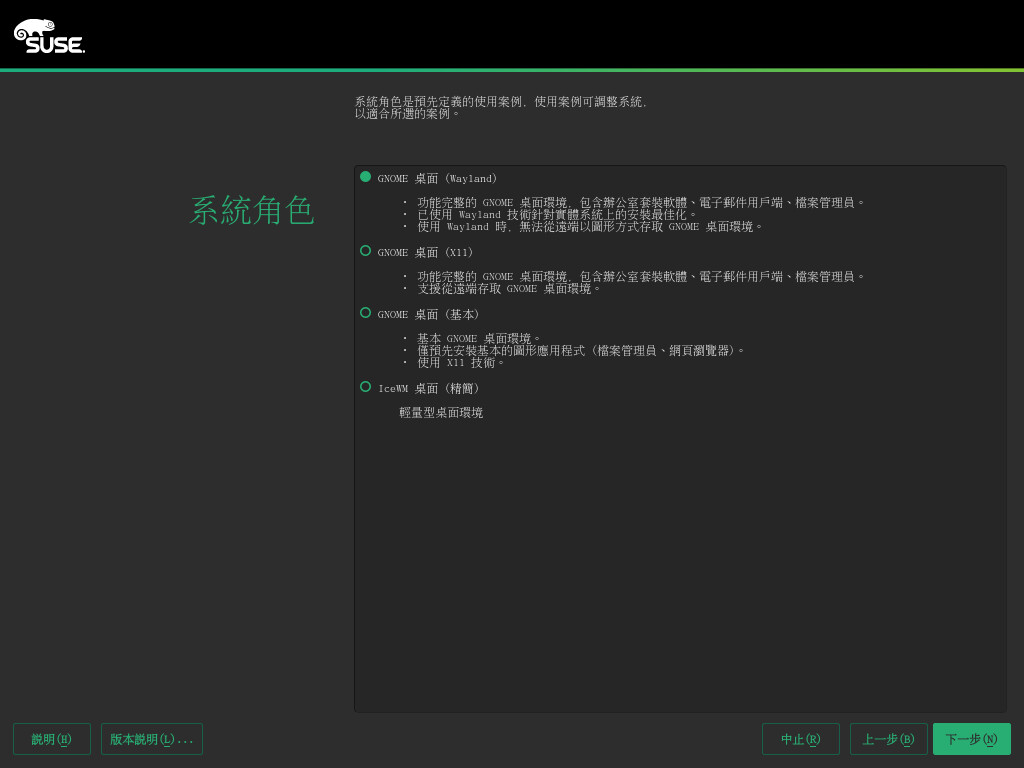 SUSE.
系統角色是預先定義的使用案例，使用案例可調整系統，
以適合所選的案例。
系統角色
GNOME 桌面（Wayland）
· 功能完整的 GNOME 桌面環境，包含辦公室套裝軟體、電子郵件用戶端、檔案管理員。
· 已使用 Wayland 技術針對實體系統上的安裝最佳化。
· 使用 Wayland 時，無法從遠端以圖形方式存取 GNOME 桌面環境。
GNOME 桌面（X11）
· 功能完整的 GNOME 桌面環境，包含辦公室套裝軟體、電子郵件用戶端、檔案管理員。
· 支援從遠端存取 GNOME 桌面環境。
GNOME 桌面（基本）
· 基本 GNOME 桌面環境。
· 僅預先安裝基本的圖形應用程式（檔案管理員、網頁瀏覽器）。
· 使用 X11 技術。
IceWM 桌面（精簡）
輕量型桌面環境
說明(H)
版本說明(L)...
中止(R)
上一步(B)
下一步(N)